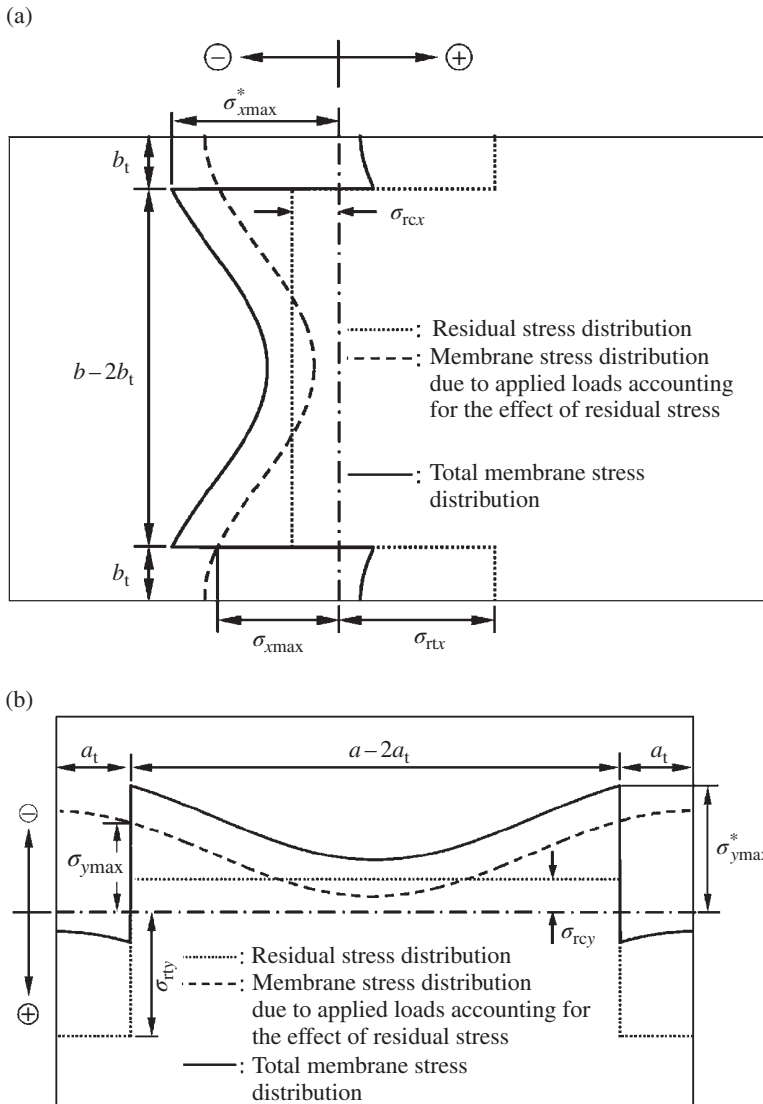 (a)
⊖ ⊕
σ*xmax
bt
σrcx
: Residual stress distribution
: Membrane stress distribution
due to applied loads accounting
for the effect of residual stress
b – 2bt
: Total membrane stress
distribution
bt
σxmax σrtx
(b)
at a – 2at at
⊖
σymax σ*ymax
σrcy
σrty
: Residual stress distribution
: Membrane stress distribution
due to applied loads accounting for
the effect of residual stress
⊕
: Total membrane stress
distribution